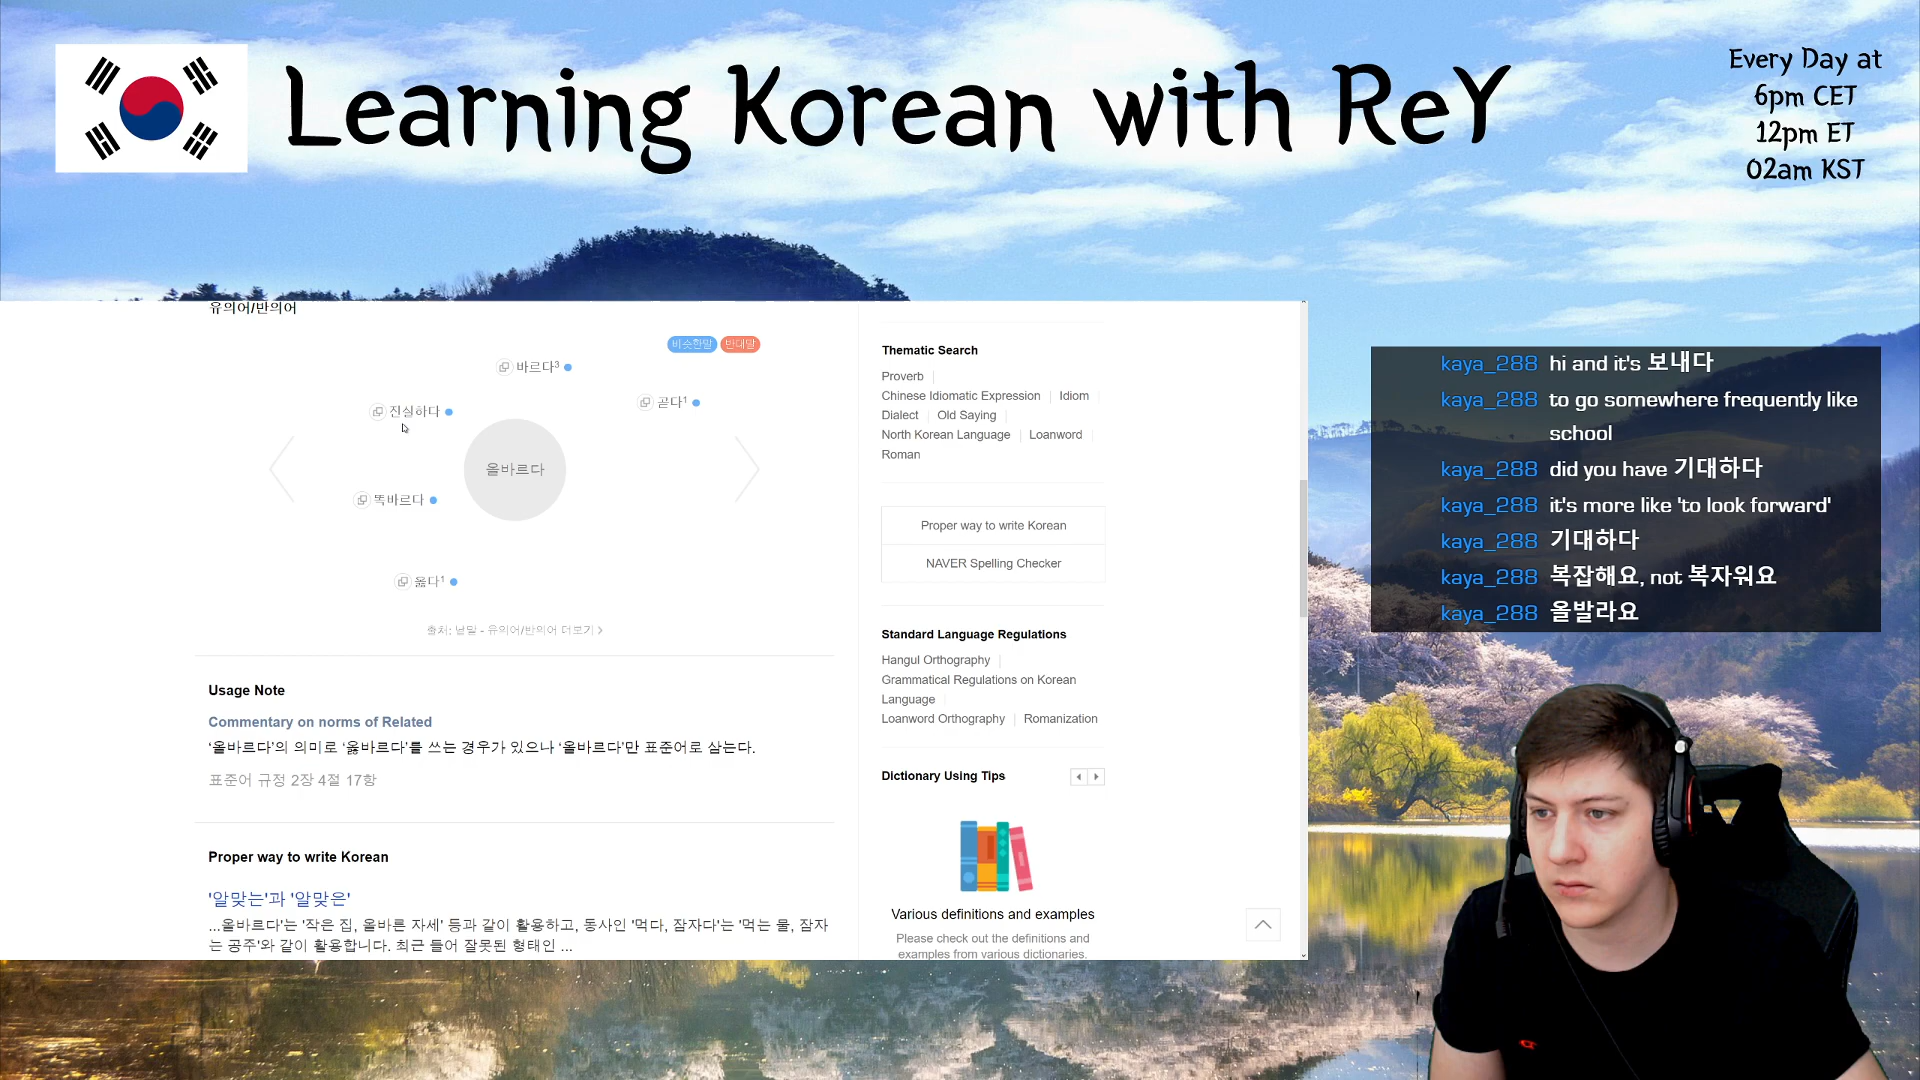 Learning Korean with ReY
Every Day at
6pm CET
12pm ET
02am KST
유의어/반의어
비슷한말 반대말
바르다³
곧다¹
진실하다
올바르다
똑바르다
옳다¹
출처: 낱말 - 유의어/반의어 더보기
Usage Note
Commentary on norms of Related
‘올바르다’의 의미로 ‘옳바르다’를 쓰는 경우가 있으나 ‘올바르다’만 표준어로 삼는다.
표준어 규정 2장 4절 17항
Proper way to write Korean
'알맞는'과 '알맞은'
...올바르다'는 '작은 집, 올바른 자세' 등과 같이 활용하고, 동사인 '먹다, 잠자다'는 '먹는 물, 잠자
는 공주'와 같이 활용합니다. 최근 들어 잘못된 형태인 ...
Thematic Search
Proverb
Chinese Idiomatic Expression Idiom
Dialect Old Saying
North Korean Language Loanword
Roman
Proper way to write Korean
NAVER Spelling Checker
Standard Language Regulations
Hangul Orthography
Grammatical Regulations on Korean
Language
Loanword Orthography Romanization
Dictionary Using Tips
Various definitions and examples
Please check out the definitions and
examples from various dictionaries.
kaya_288 hi and it's 보내다
kaya_288 to go somewhere frequently like
school
kaya_288 did you have 기대하다
kaya_288 it's more like 'to look forward'
kaya_288 기대하다
kaya_288 복잡해요, not 복자워요
kaya_288 올발라요